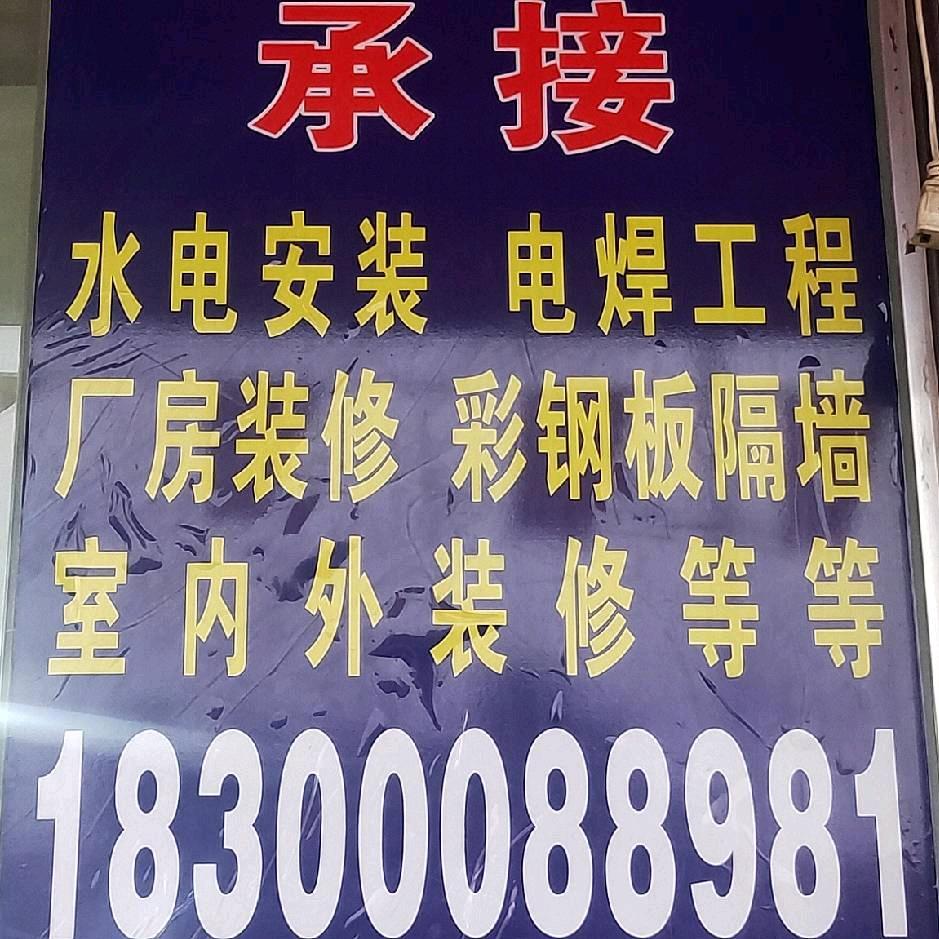 承接
水电安装 电焊工程
厂房装修 彩钢板隔墙
室内外装修等等
18300088981